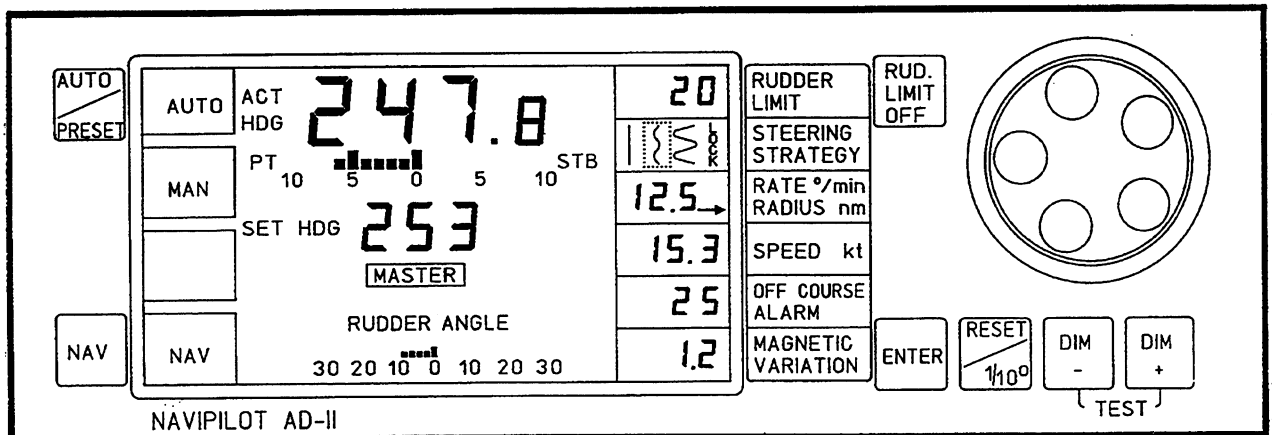 AUTO
PRESET
NAV
AUTO
MAN
NAV
ACT
HDG
247.8
PT
STB
10 5 0 5 10
SET HDG
253
MASTER
RUDDER ANGLE
30 20 10 0 10 20 30
20
LOCK
12.5
15.3
25
1.2
RUDDER
LIMIT
STEERING
STRATEGY
RATE °/min
RADIUS nm
SPEED kt
OFF COURSE
ALARM
MAGNETIC
VARIATION
RUD.
LIMIT
OFF
ENTER
RESET
1/10°
DIM
-
DIM
+
TEST
NAVIPILOT AD-II